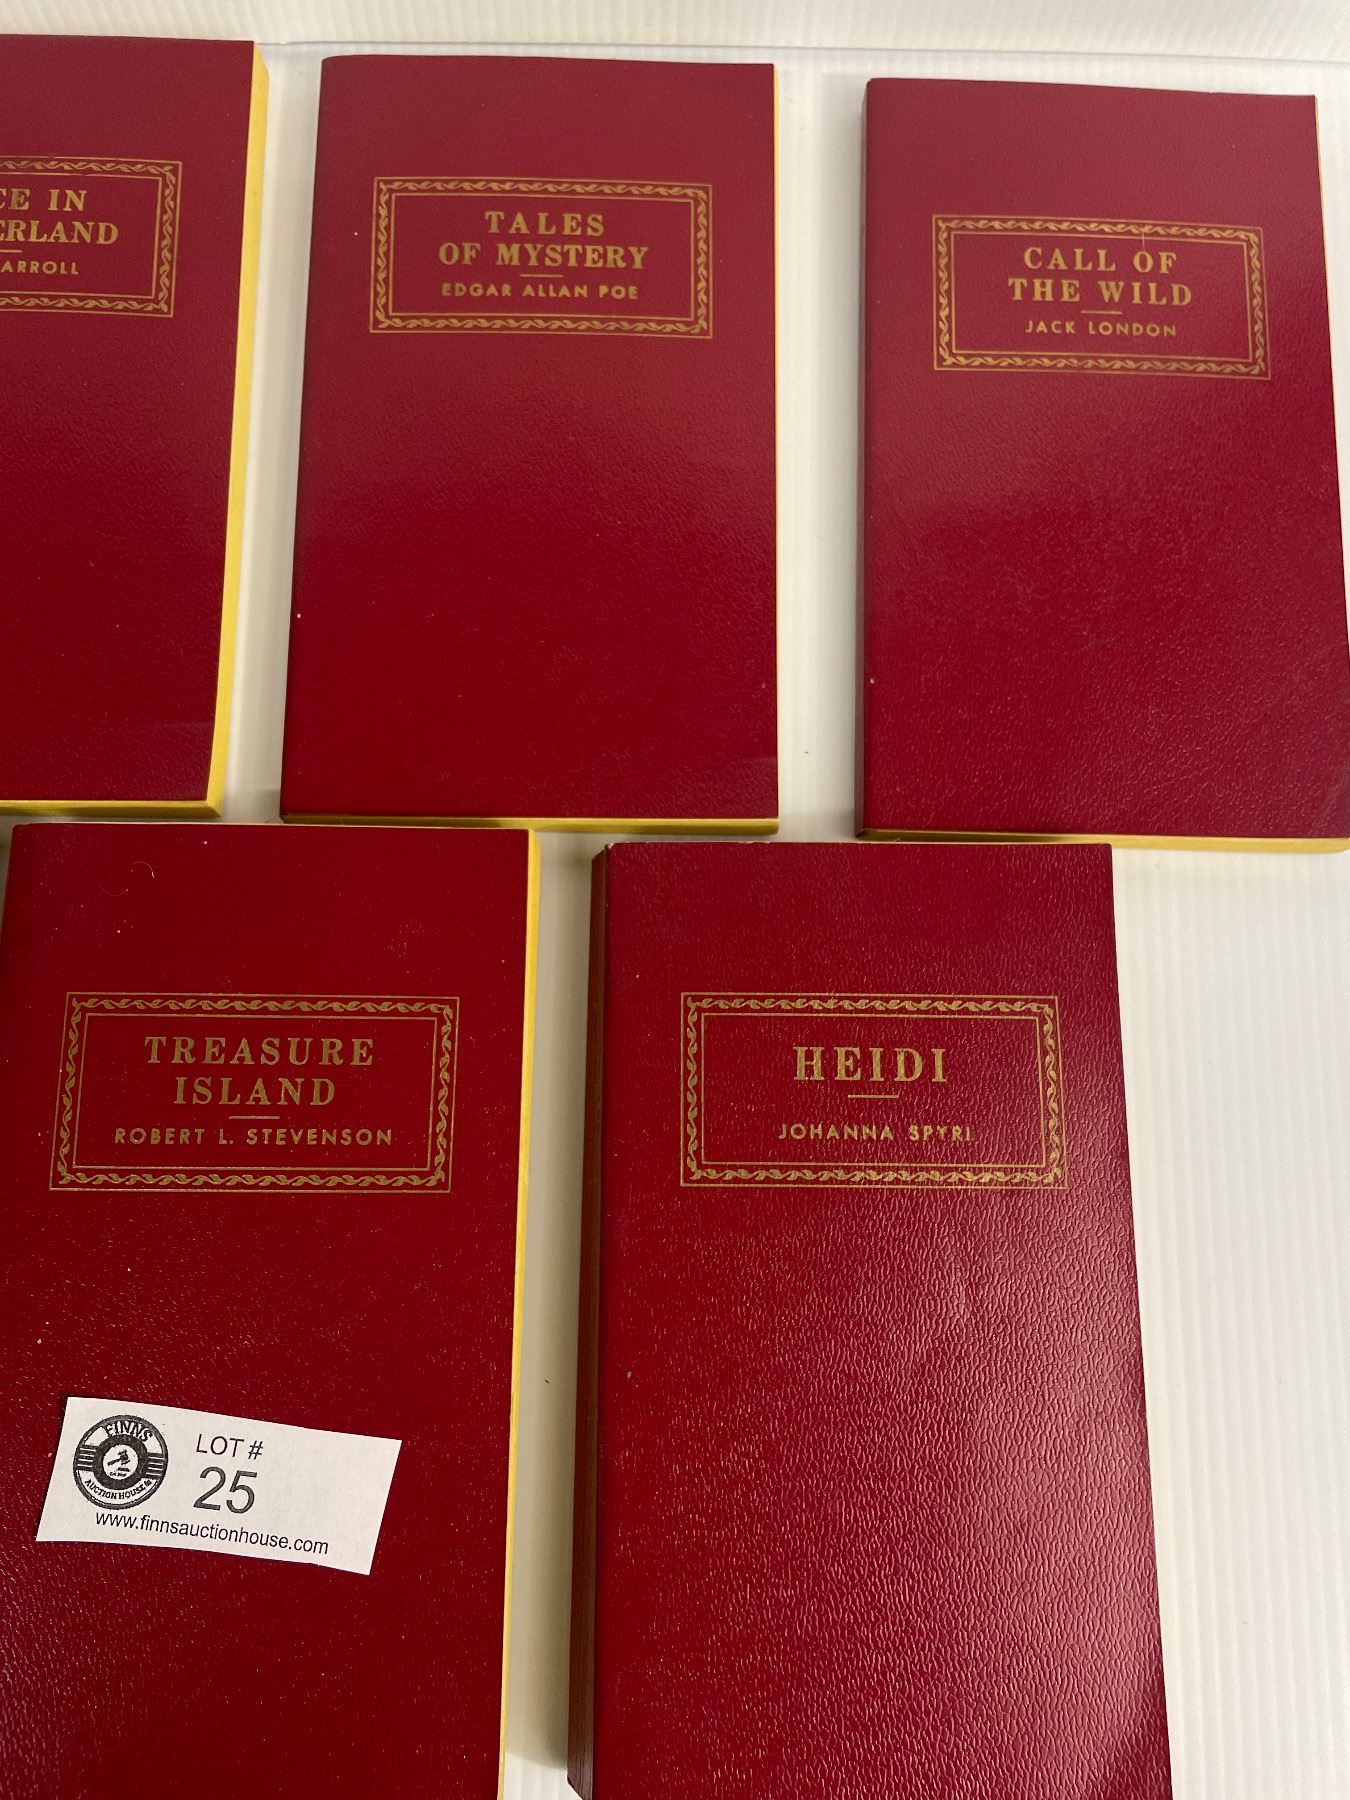 CE IN
ERLAND
ARROLL
TALES
OF MYSTERY
EDGAR ALLAN POE
CALL OF
THE WILD
JACK LONDON
TREASURE
ISLAND
ROBERT L. STEVENSON
HEIDI
JOHANNA SPYRI
FINNS
AUCTION HOUSE
LOT #
25
www.finnsauctionhouse.com